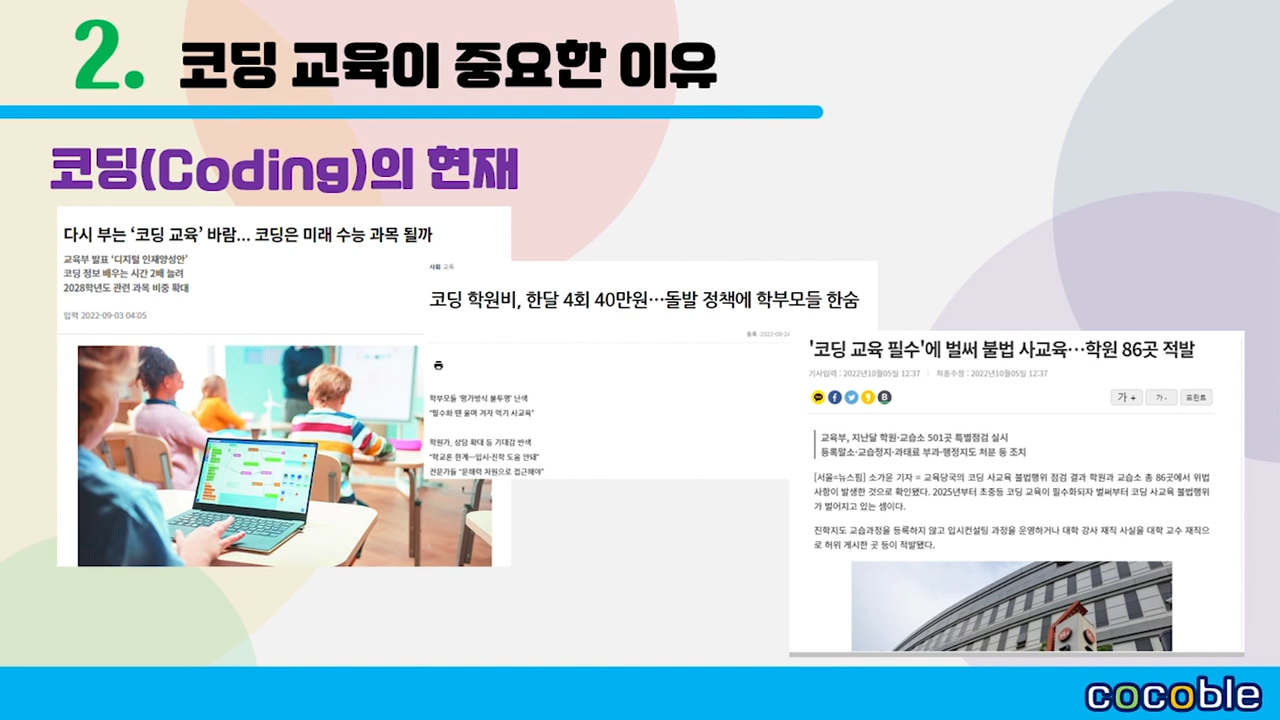 2. 코딩 교육이 중요한 이유
코딩(Coding)의 현재
다시 부는 ‘코딩 교육’ 바람... 코딩은 미래 수능 과목 될까
교육부 발표 ‘디지털 인재양성안’
코딩 정보 배우는 시간 2배 늘려
2028학년도 관련 과목 비중 확대
입력 2022-09-03 04:05
사회 교육
코딩 학원비, 한달 4회 40만원…돌발 정책에 학부모들 한숨
등록 2022-08-24
학부모들 ‘평가방식 불투명’ 난색
“필수화 땐 울며 겨자 먹기 사교육”
학원가, 상담 확대 등 기대감 반색
“학교론 한계…입시·진학 도움 안돼”
전문가들 “문해력 차원으로 접근해야”
'코딩 교육 필수'에 벌써 불법 사교육…학원 86곳 적발
기사입력 : 2022년10월05일 12:37 | 최종수정 : 2022년10월05일 12:37
가 + 가 - 프린트
교육부, 지난달 학원·교습소 501곳 특별점검 실시
등록말소·교습정지·과태료 부과·행정지도 처분 등 조치
[서울=뉴스핌] 소가윤 기자 = 교육당국의 코딩 사교육 불법행위 점검 결과 학원과 교습소 총 86곳에서 위법
사항이 발생한 것으로 확인됐다. 2025년부터 초중등 코딩 교육이 필수화되자 벌써부터 코딩 사교육 불법행위
가 벌어지고 있는 셈이다.
진학지도 교습과정을 등록하지 않고 입시컨설팅 과정을 운영하거나 대학 강사 재직 사실을 대학 교수 재직으
로 허위 게시한 곳 등이 적발됐다.
cocoble